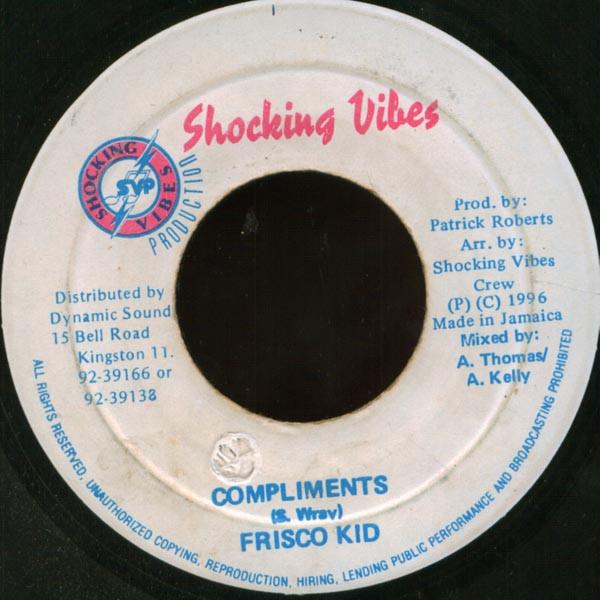 Shocking Vibes
SHOCKING VIBES
SVP
PRODUCTION
Prod. by:
Patrick Roberts
Arr. by:
Shocking Vibes
Crew
(P) (C) 1996
Made in Jamaica
Mixed by:
A. Thomas/
A. Kelly
Distributed by
Dynamic Sound
15 Bell Road
Kingston 11.
92-39166 or
92-39138
COMPLIMENTS
(S. Wray)
FRISCO KID
ALL RIGHTS RESERVED, UNAUTHORIZED COPYING, REPRODUCTION, HIRING, LENDING PUBLIC PERFORMANCE AND BROADCASTING PROHIBITED